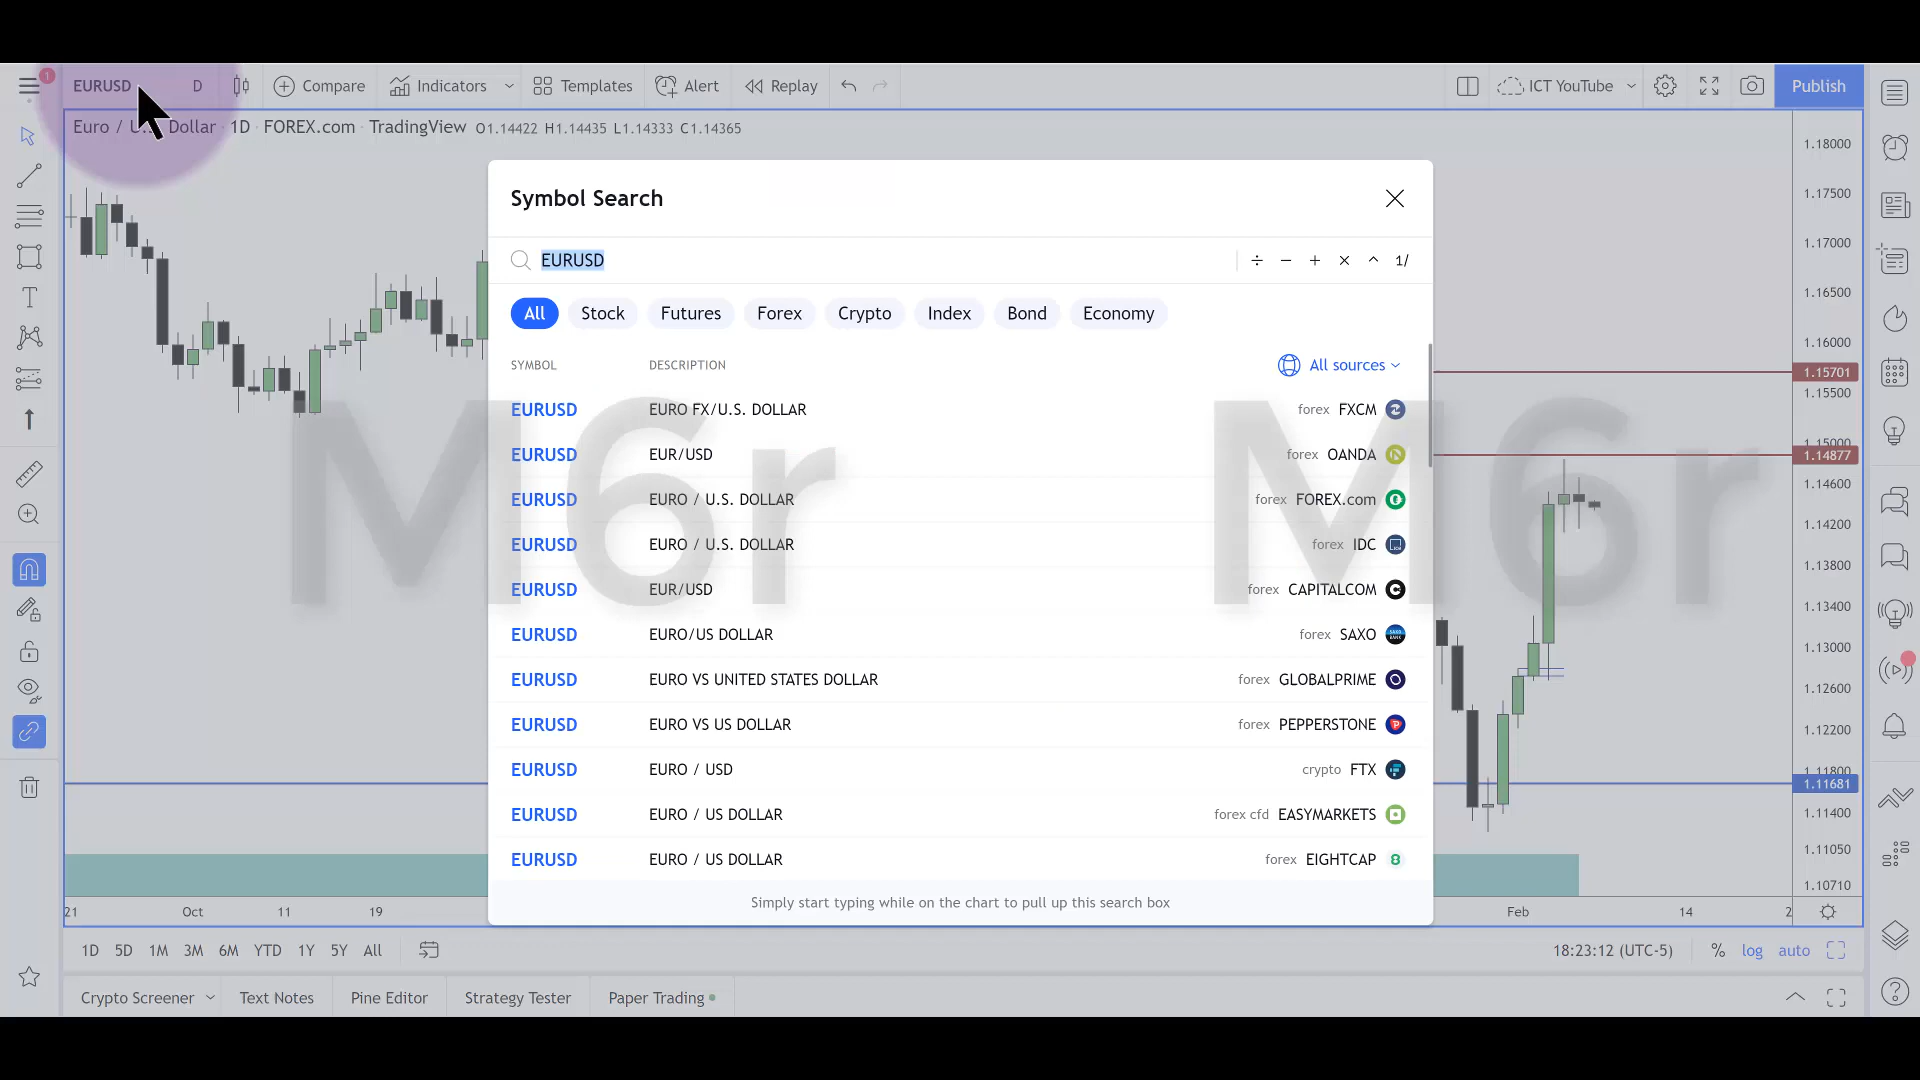 1
EURUSD D Compare Indicators Templates Alert Replay ICT YouTube Publish
Euro / U.S. Dollar · 1D · FOREX.com · TradingView O1.14422 H1.14435 L1.14333 C1.14365
Symbol Search
EURUSD
÷ − + × ^ 1/
All Stock Futures Forex Crypto Index Bond Economy
SYMBOL DESCRIPTION All sources
EURUSD EURO FX/U.S. DOLLAR forex FXCM
EURUSD EUR/USD forex OANDA
EURUSD EURO / U.S. DOLLAR forex FOREX.com
EURUSD EURO / U.S. DOLLAR forex IDC
EURUSD EUR/USD forex CAPITALCOM
EURUSD EURO/US DOLLAR forex SAXO
EURUSD EURO VS UNITED STATES DOLLAR forex GLOBALPRIME
EURUSD EURO VS US DOLLAR forex PEPPERSTONE
EURUSD EURO / USD crypto FTX
EURUSD EURO / US DOLLAR forex cfd EASYMARKETS
EURUSD EURO / US DOLLAR forex EIGHTCAP
Simply start typing while on the chart to pull up this search box
M6r M6r
1.18000
1.17500
1.17000
1.16500
1.16000
1.15701
1.15500
1.15000
1.14877
1.14600
1.14200
1.13800
1.13400
1.13000
1.12600
1.12200
1.11800
1.11681
1.11400
1.11050
1.10710
21 Oct 11 19 Feb 14 2
1D 5D 1M 3M 6M YTD 1Y 5Y All 18:23:12 (UTC-5) % log auto
Crypto Screener Text Notes Pine Editor Strategy Tester Paper Trading